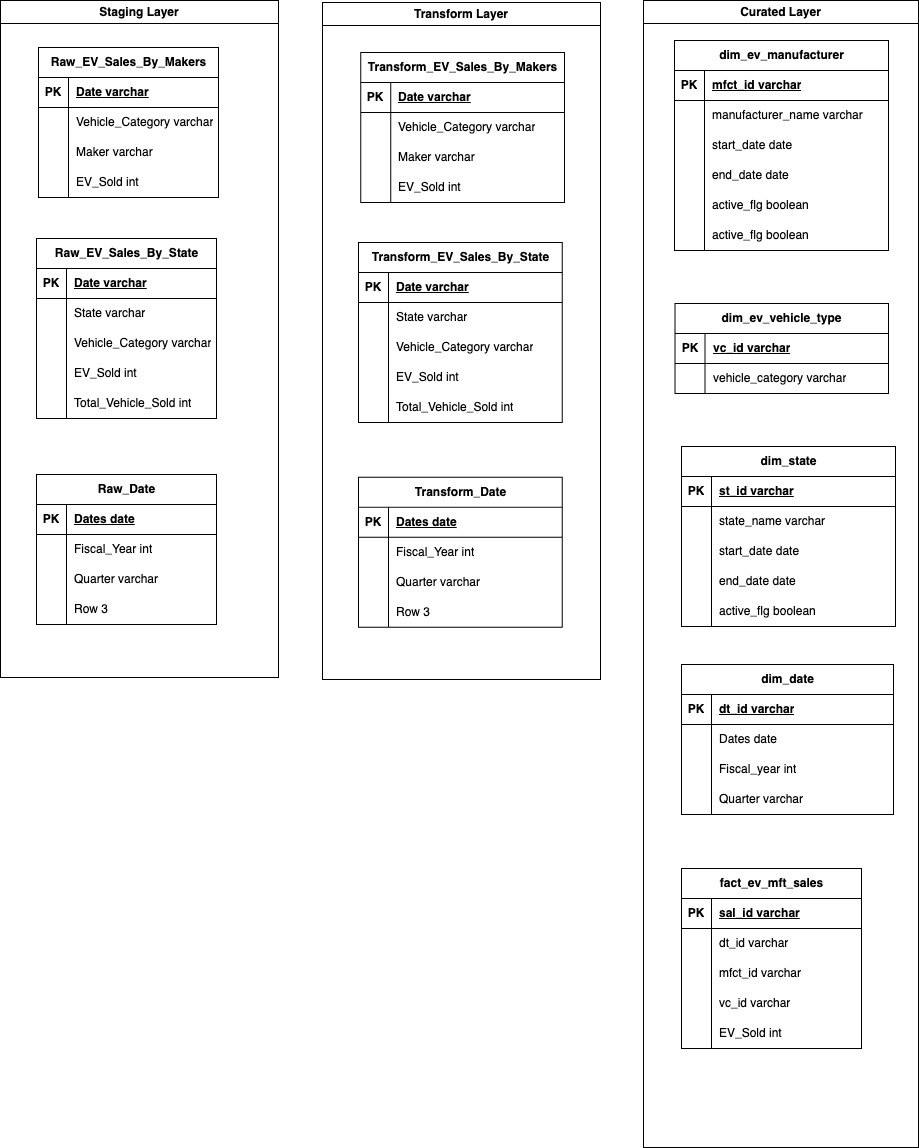 Staging Layer
Raw_EV_Sales_By_Makers
PK Date varchar
Vehicle_Category varchar
Maker varchar
EV_Sold int
Raw_EV_Sales_By_State
PK Date varchar
State varchar
Vehicle_Category varchar
EV_Sold int
Total_Vehicle_Sold int
Raw_Date
PK Dates date
Fiscal_Year int
Quarter varchar
Row 3
Transform Layer
Transform_EV_Sales_By_Makers
PK Date varchar
Vehicle_Category varchar
Maker varchar
EV_Sold int
Transform_EV_Sales_By_State
PK Date varchar
State varchar
Vehicle_Category varchar
EV_Sold int
Total_Vehicle_Sold int
Transform_Date
PK Dates date
Fiscal_Year int
Quarter varchar
Row 3
Curated Layer
dim_ev_manufacturer
PK mfct_id varchar
manufacturer_name varchar
start_date date
end_date date
active_flg boolean
active_flg boolean
dim_ev_vehicle_type
PK vc_id varchar
vehicle_category varchar
dim_state
PK st_id varchar
state_name varchar
start_date date
end_date date
active_flg boolean
dim_date
PK dt_id varchar
Dates date
Fiscal_year int
Quarter varchar
fact_ev_mft_sales
PK sal_id varchar
dt_id varchar
mfct_id varchar
vc_id varchar
EV_Sold int